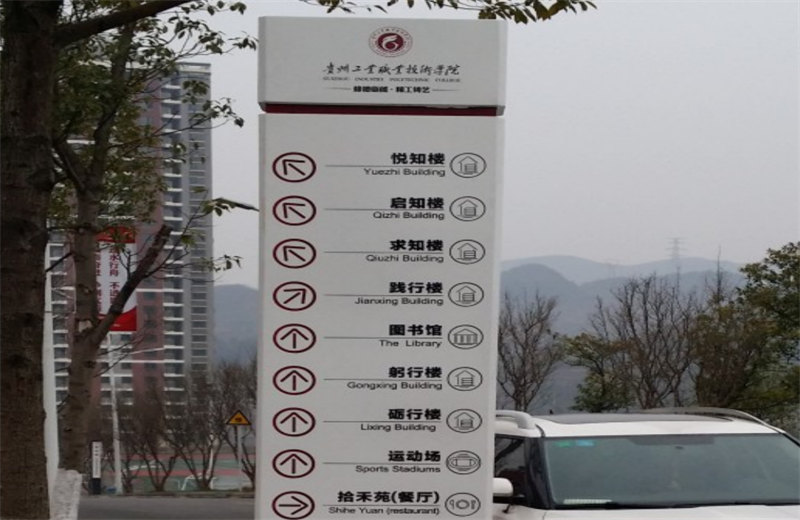 贵州工业职业技术学院
GUIZHOU INDUSTRY POLYTECHNIC COLLEGE
悦知楼
Yuezhi Building
启知楼
Qizhi Building
求知楼
Qiuzhi Building
践行楼
Jianxing Building
图书馆
The Library
躬行楼
Gongxing Building
砺行楼
Lixing Building
运动场
Sports Stadiums
拾禾苑(餐厅)
Shihe Yuan (restaurant)